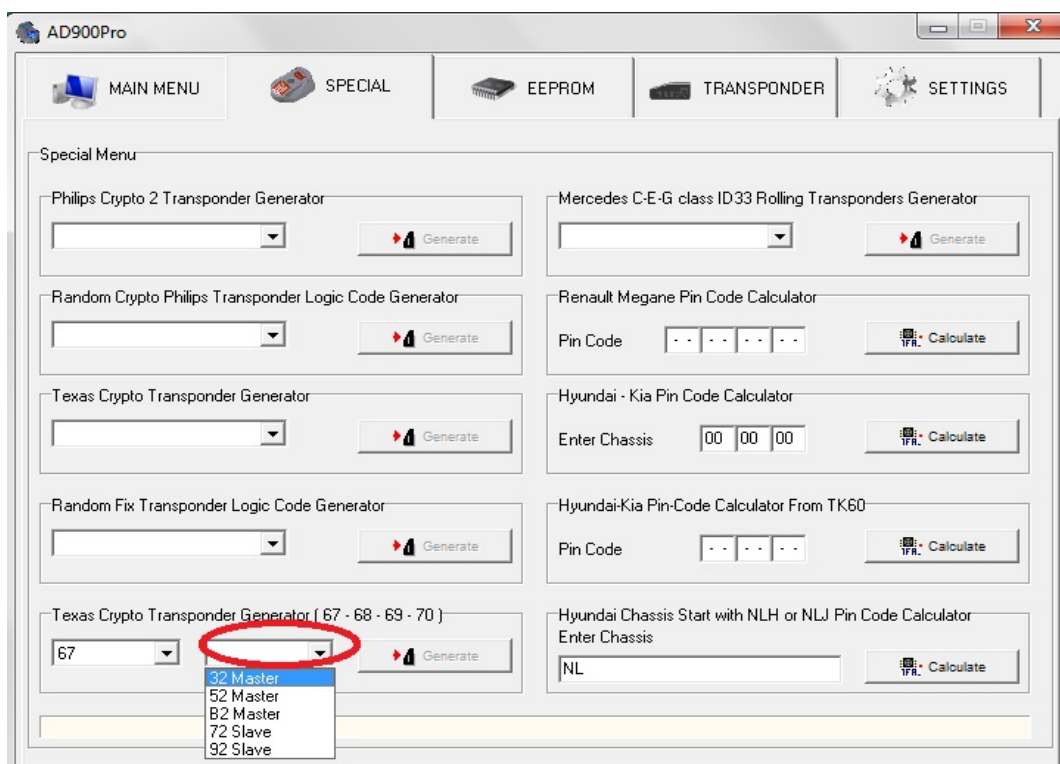 AD900Pro
MAIN MENU
SPECIAL
EEPROM
TRANSPONDER
SETTINGS
Special Menu
Philips Crypto 2 Transponder Generator
Generate
Mercedes C-E-G class ID33 Rolling Transponders Generator
Generate
Random Crypto Philips Transponder Logic Code Generator
Generate
Renault Megane Pin Code Calculator
Pin Code
- - - - - - - -
Calculate
Texas Crypto Transponder Generator
Generate
Hyundai - Kia Pin Code Calculator
Enter Chassis
00 00 00
Calculate
Random Fix Transponder Logic Code Generator
Generate
Hyundai-Kia Pin-Code Calculator From TK60
Pin Code
- - - - - -
Calculate
Texas Crypto Transponder Generator ( 67 - 68 - 69 - 70 )
67
Generate
32 Master
52 Master
B2 Master
72 Slave
92 Slave
Hyundai Chassis Start with NLH or NLJ Pin Code Calculator
Enter Chassis
NL
Calculate